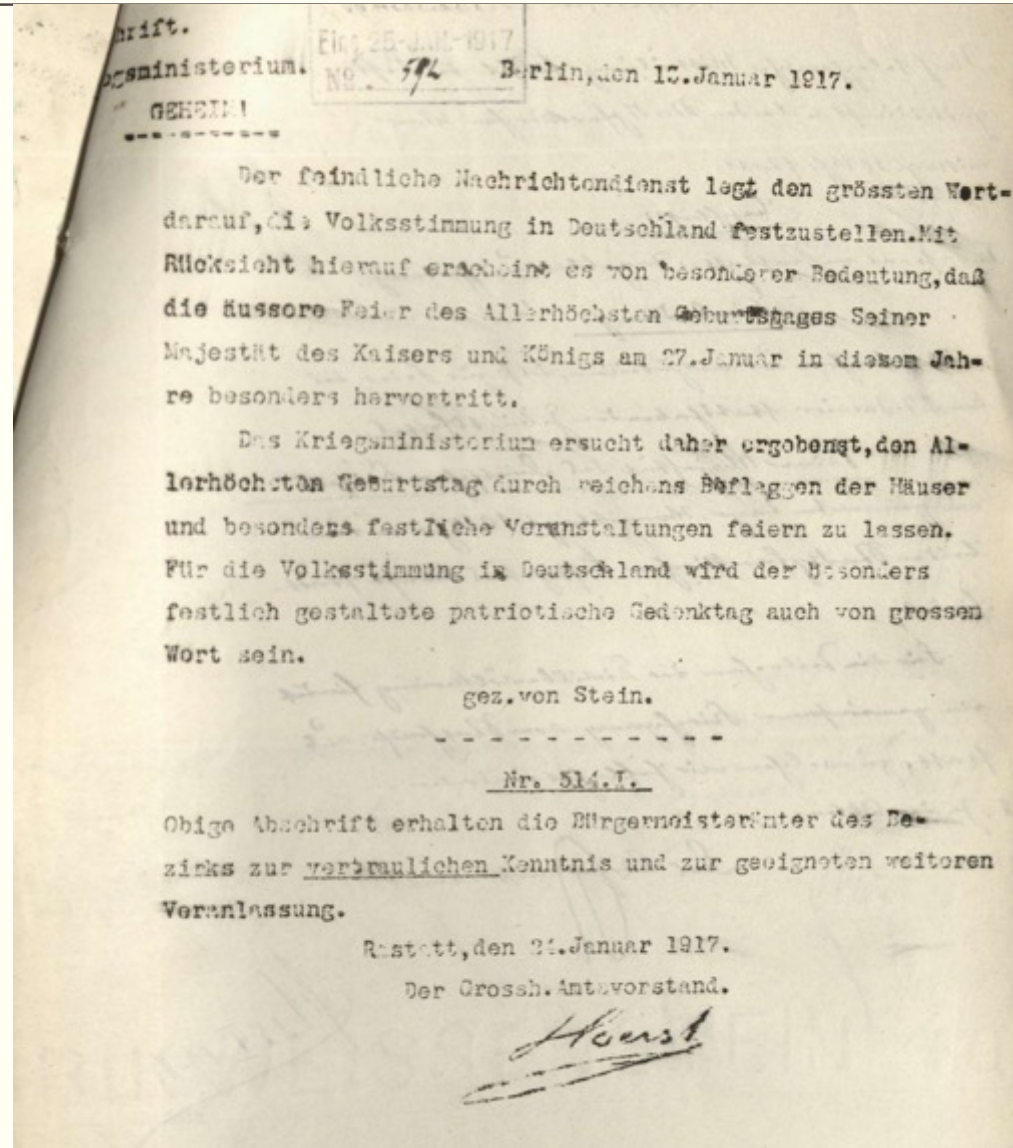 hrift.
Eing 25-JAN-1917
gsministerium.
No. 594
Berlin,den 13.Januar 1917.
GEHEIM!
Der feindliche Nachrichtendienst legt den grössten Wert-
darauf,die Volksstimmung in Deutschland festzustellen.Mit
Rücksicht hierauf erscheint es von besonderer Bedeutung,daß
die äussere Feier des Allerhöchsten Geburtsgages Seiner
Majestät des Kaisers und Königs am 27.Januar in diesem Jah-
re besonders hervortritt.
Das Kriegsministerium ersucht daher ergebenst,den Al-
lerhöchsten Geburtstag durch reiches Beflaggen der Häuser
und besonders festliche Veranstaltungen feiern zu lassen.
Für die Volksstimmung in Deutschland wird der besonders
festlich gestaltete patriotische Gedenktag auch von grossen
Wert sein.
gez.von Stein.
- - - - - - - - - - - -
Nr. 514.I.
Obige Abschrift erhalten die Bürgermeisterämter des Be-
zirks zur vertraulichen Kenntnis und zur geeigneten weiteren
Veranlassung.
Rastatt,den 24.Januar 1917.
Der Grossh.Amtsvorstand.